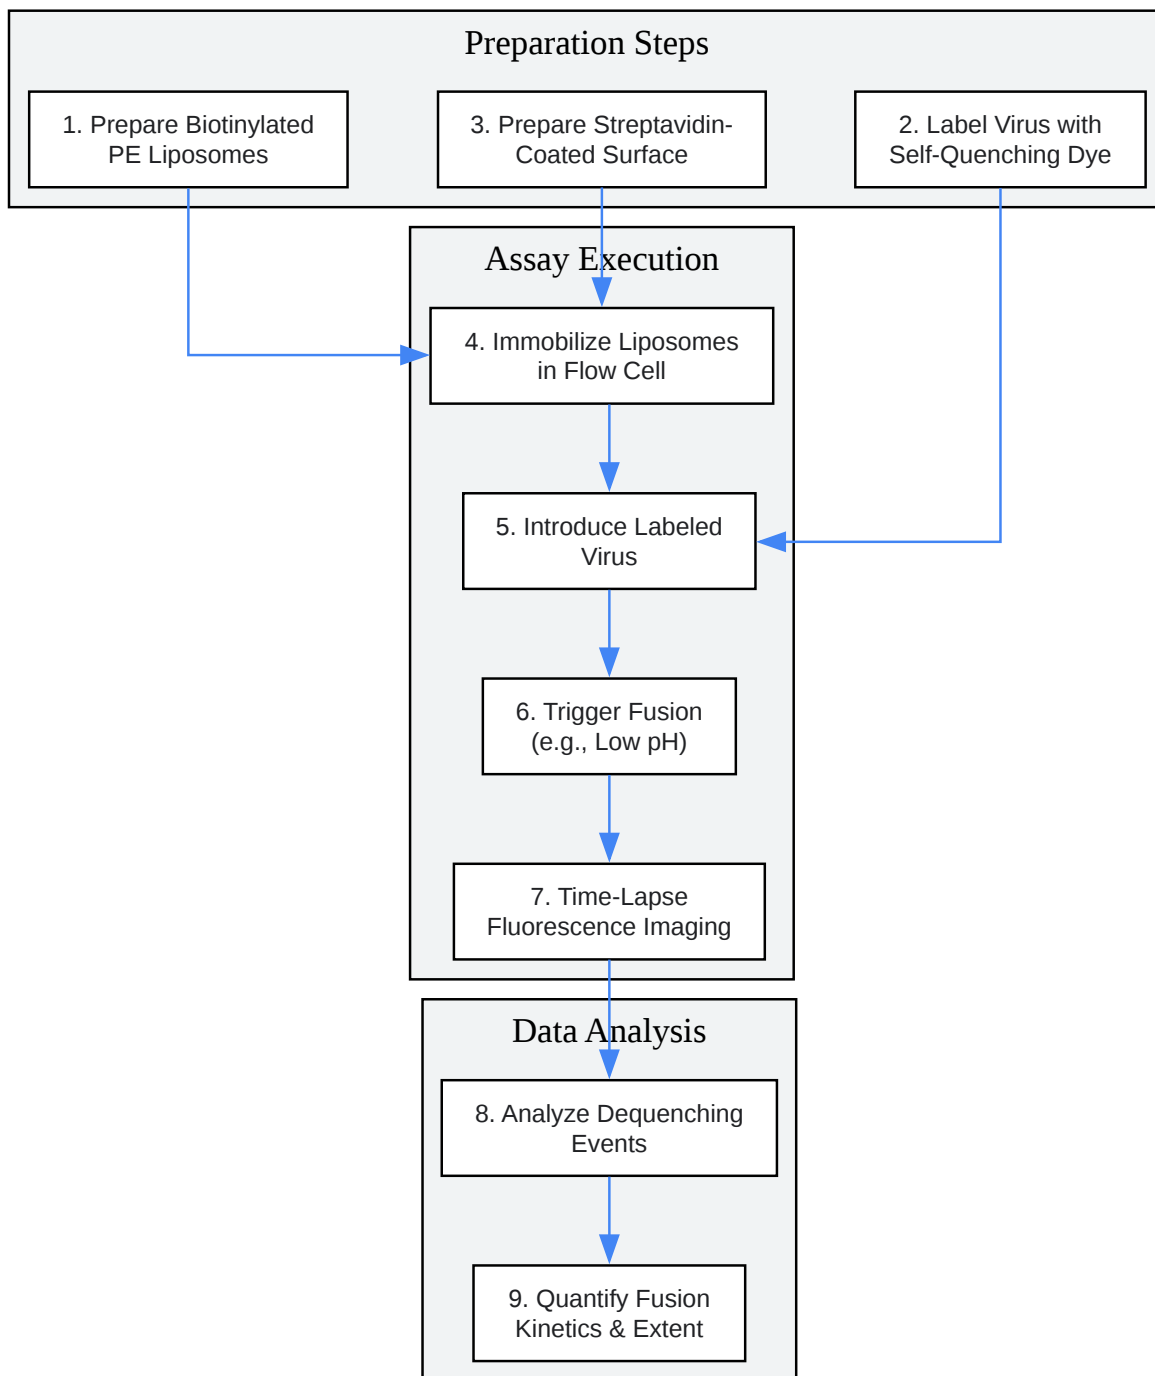 Preparation Steps
1. Prepare Biotinylated
PE Liposomes
3. Prepare Streptavidin-
Coated Surface
2. Label Virus with
Self-Quenching Dye
Assay Execution
4. Immobilize Liposomes
in Flow Cell
5. Introduce Labeled
Virus
6. Trigger Fusion
(e.g., Low pH)
7. Time-Lapse
Fluorescence Imaging
Data Analysis
8. Analyze Dequenching
Events
9. Quantify Fusion
Kinetics & Extent